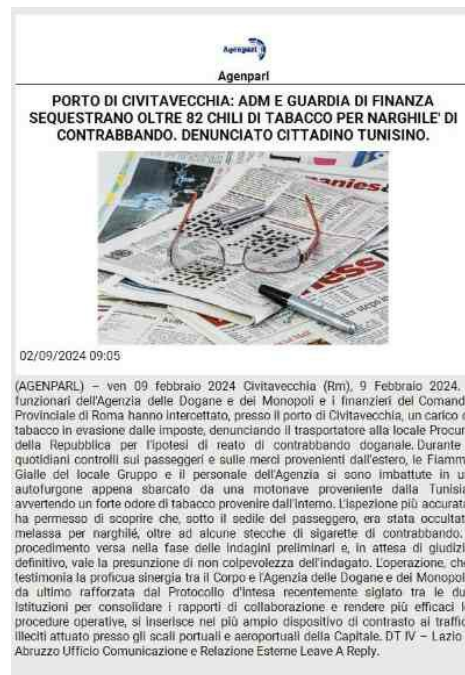 Agenparl
Agenparl
PORTO DI CIVITAVECCHIA: ADM E GUARDIA DI FINANZA
SEQUESTRANO OLTRE 82 CHILI DI TABACCO PER NARGHILE' DI
CONTRABBANDO. DENUNCIATO CITTADINO TUNISINO.
02/09/2024 09:05
(AGENPARL) – ven 09 febbraio 2024 Civitavecchia (Rm), 9 Febbraio 2024.
funzionari dell'Agenzia delle Dogane e dei Monopoli e i finanzieri del Comand
Provinciale di Roma hanno intercettato, presso il porto di Civitavecchia, un carico
tabacco in evasione dalle imposte, denunciando il trasportatore alla locale Procur
della Repubblica per l'ipotesi di reato di contrabbando doganale. Durante
quotidiani controlli sui passeggeri e sulle merci provenienti dall'estero, le Fiamm
Gialle del locale Gruppo e il personale dell'Agenzia si sono imbattute in u
autofurgone appena sbarcato da una motonave proveniente dalla Tunisia
avvertendo un forte odore di tabacco provenire dall'interno. L'ispezione più accurat
ha permesso di scoprire che, sotto il sedile del passeggero, era stata occultat
melassa per narghilé, oltre ad alcune stecche di sigarette di contrabbando.
procedimento versa nella fase delle indagini preliminari e, in attesa di giudizi
definitivo, vale la presunzione di non colpevolezza dell'indagato. L'operazione, che
testimonia la proficua sinergia tra il Corpo e l'Agenzia delle Dogane e dei Monopol
da ultimo rafforzata dal Protocollo d'intesa recentemente siglato tra le du
Istituzioni per consolidare i rapporti di collaborazione e rendere più efficaci l
procedure operative, si inserisce nel più ampio dispositivo di contrasto ai traffic
illeciti attuato presso gli scali portuali e aeroportuali della Capitale. DT IV – Lazio
Abruzzo Ufficio Comunicazione e Relazione Esterne Leave A Reply.